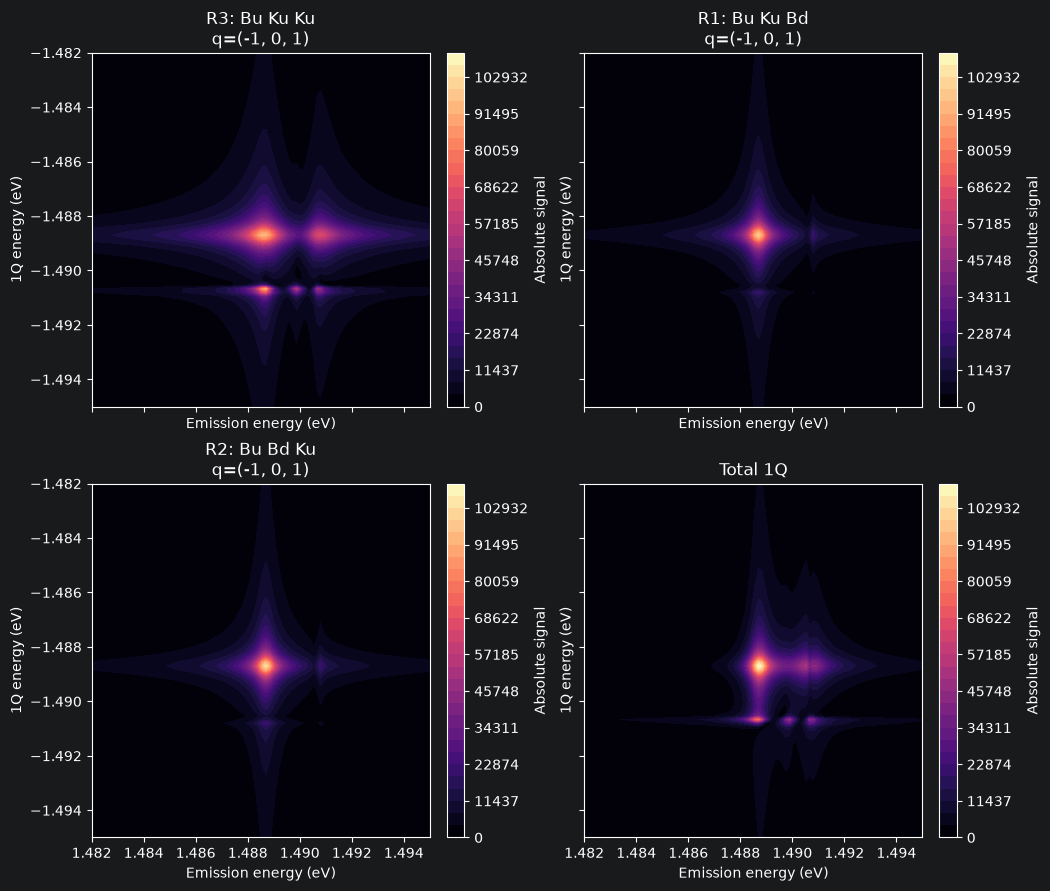 R3: Bu Ku Ku
q=(-1, 0, 1)
−1.482
−1.484
−1.486
−1.488
−1.490
−1.492
−1.494
1Q energy (eV)
Emission energy (eV)
102932
91495
80059
68622
57185
45748
34311
22874
11437
0
Absolute signal
R1: Bu Ku Bd
q=(-1, 0, 1)
1Q energy (eV)
Emission energy (eV)
102932
91495
80059
68622
57185
45748
34311
22874
11437
0
Absolute signal
R2: Bu Bd Ku
q=(-1, 0, 1)
−1.482
−1.484
−1.486
−1.488
−1.490
−1.492
−1.494
1Q energy (eV)
1.482 1.484 1.486 1.488 1.490 1.492 1.494
Emission energy (eV)
102932
91495
80059
68622
57185
45748
34311
22874
11437
0
Absolute signal
Total 1Q
1Q energy (eV)
1.482 1.484 1.486 1.488 1.490 1.492 1.494
Emission energy (eV)
102932
91495
80059
68622
57185
45748
34311
22874
11437
0
Absolute signal